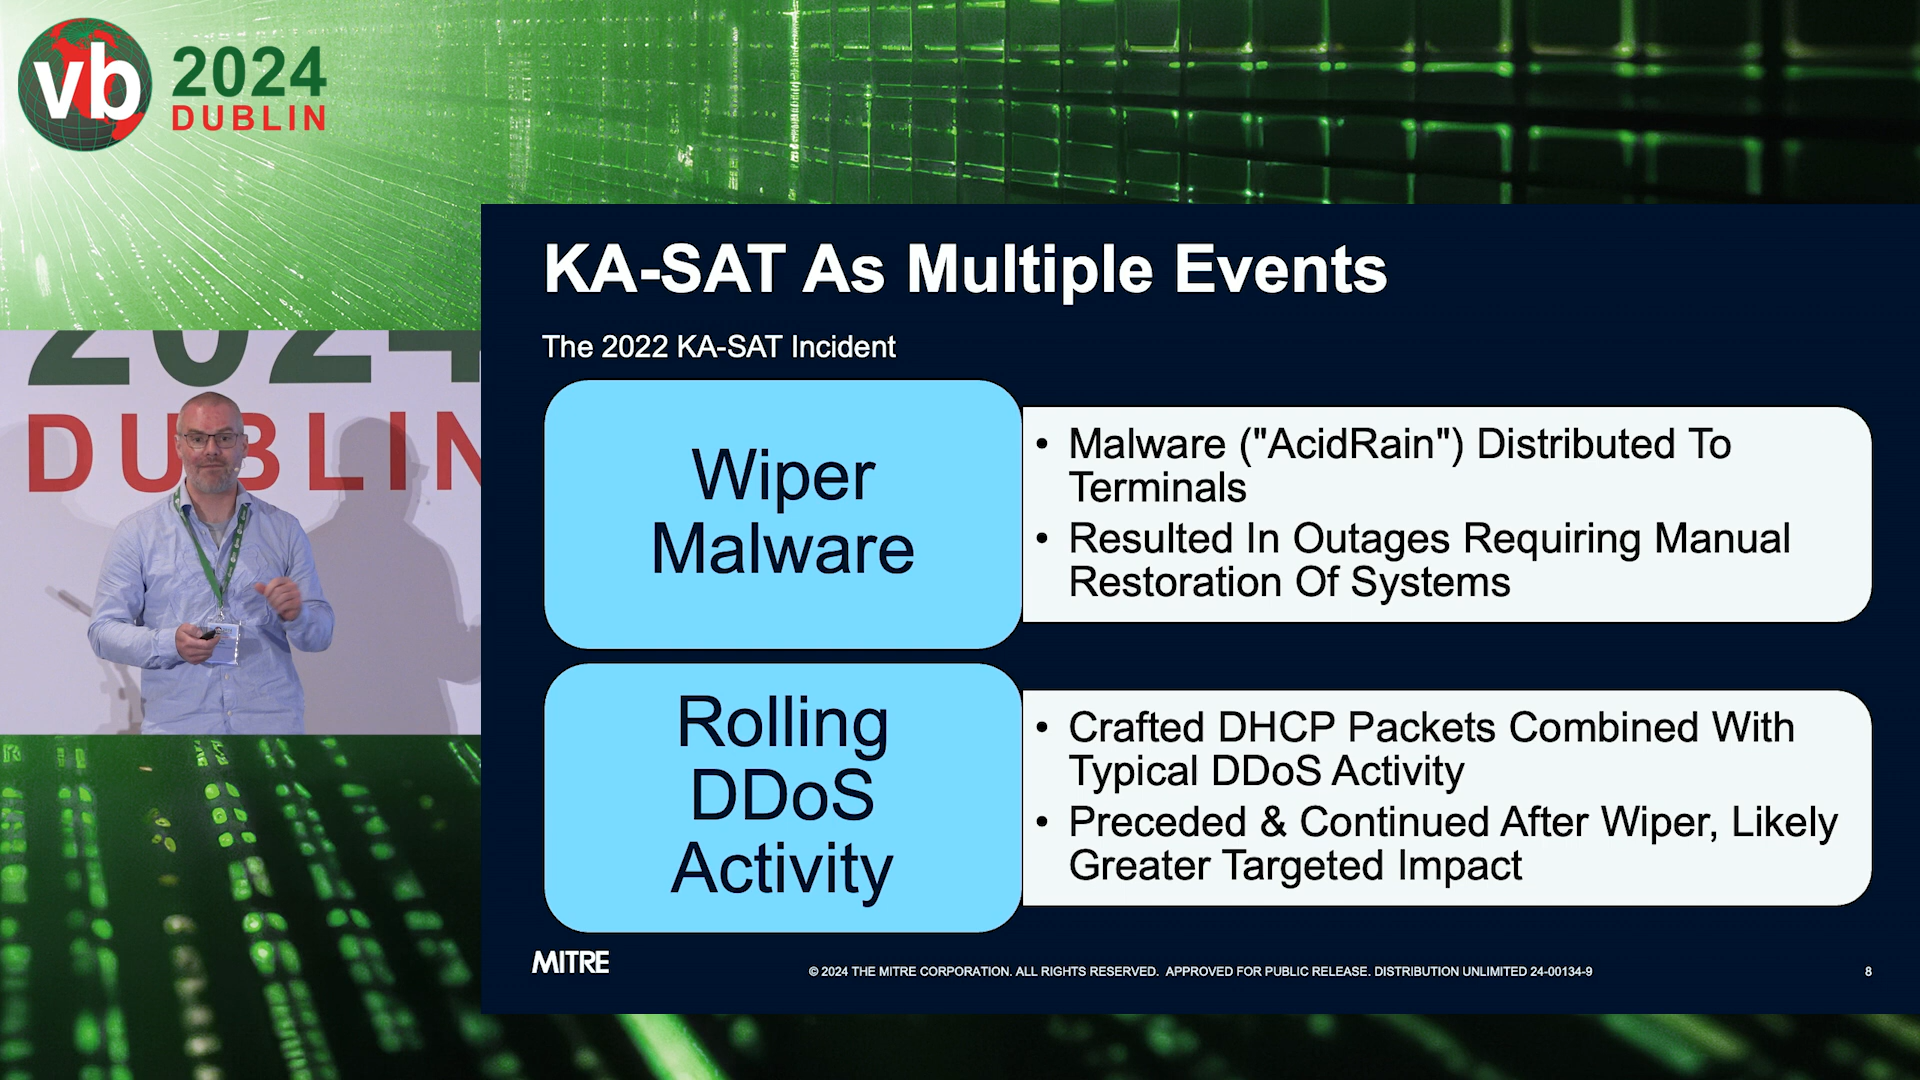 vb
2024
DUBLIN
KA-SAT As Multiple Events
The 2022 KA-SAT Incident
2024
DUBLIN
Wiper
Malware
• Malware ("AcidRain") Distributed To
Terminals
• Resulted In Outages Requiring Manual
Restoration Of Systems
Rolling
DDoS
Activity
• Crafted DHCP Packets Combined With
Typical DDoS Activity
• Preceded & Continued After Wiper, Likely
Greater Targeted Impact
MITRE
© 2024 THE MITRE CORPORATION. ALL RIGHTS RESERVED. APPROVED FOR PUBLIC RELEASE. DISTRIBUTION UNLIMITED 24-00134-9
8